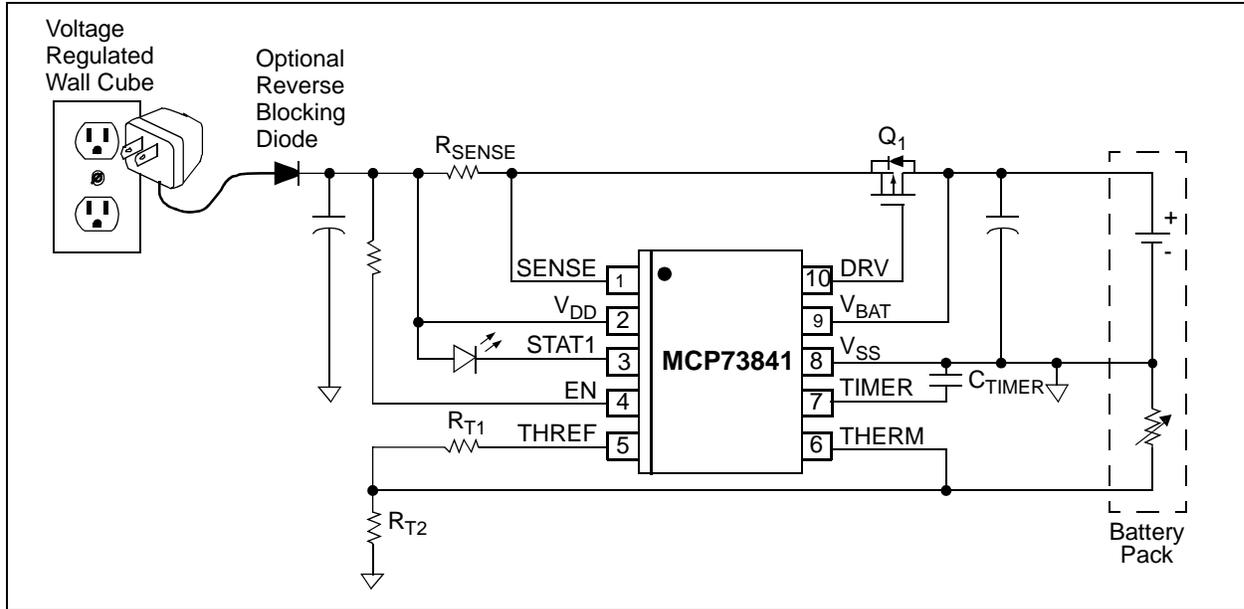 Voltage
Regulated
Wall Cube
Optional
Reverse
Blocking
Diode
RSENSE
Q1
+
-
SENSE
1
10
DRV
VDD
2
9
VBAT
STAT1
3
MCP73841
8
VSS
EN
4
7
TIMER
CTIMER
RT1
THREF
5
6
THERM
RT2
Battery
Pack